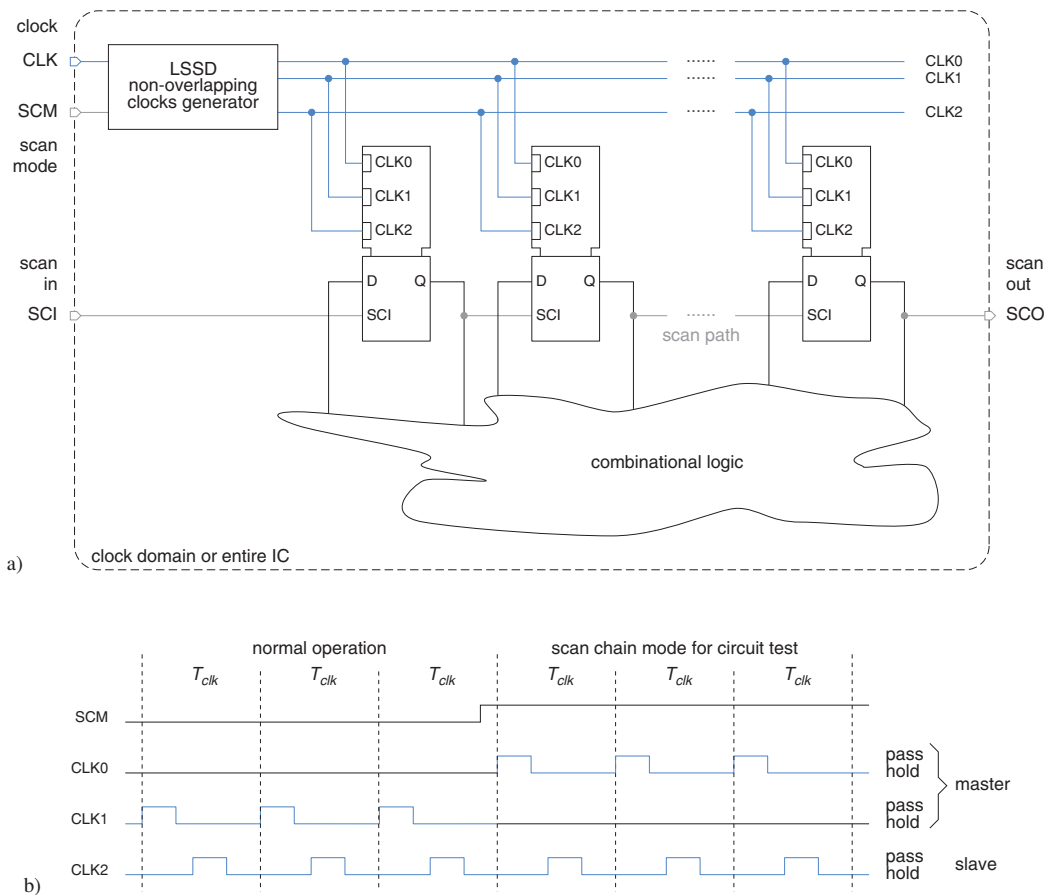 clock
CLK
SCM
scan
mode
LSSD
non-overlapping
clocks generator
CLK0
CLK1
CLK2
CLK0
CLK1
CLK2
CLK0
CLK1
CLK2
CLK0
CLK1
CLK2
scan
in
SCI
D Q
SCI
D Q
SCI
D Q
SCI
scan path
scan
out
SCO
combinational logic
clock domain or entire IC
a)
normal operation scan chain mode for circuit test
Tclk Tclk Tclk Tclk Tclk Tclk
SCM
CLK0 pass
hold
master
CLK1 pass
hold
CLK2 pass
hold
slave
b)